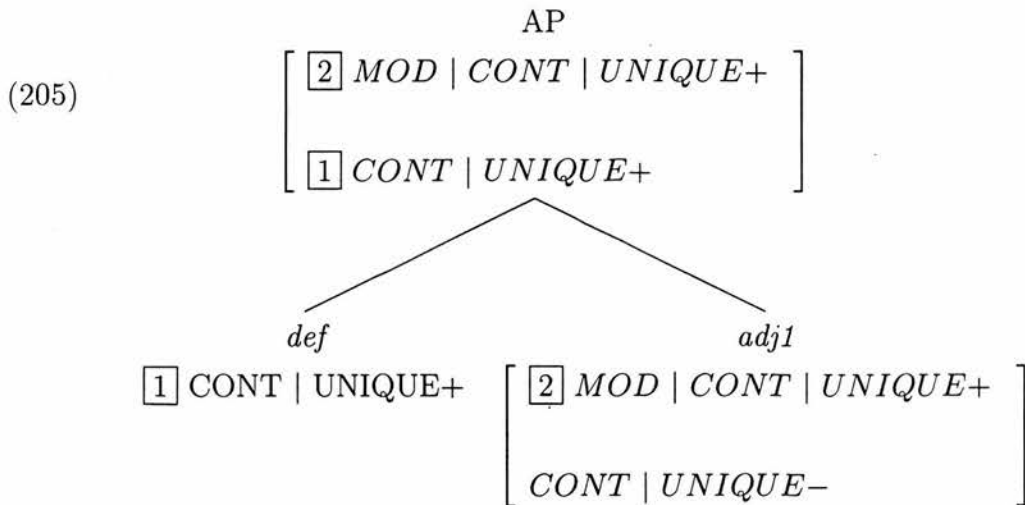 AP
(205)
[2] MOD | CONT | UNIQUE+
[1] CONT | UNIQUE+
def adj1
[1] CONT | UNIQUE+ [2] MOD | CONT | UNIQUE+
CONT | UNIQUE−